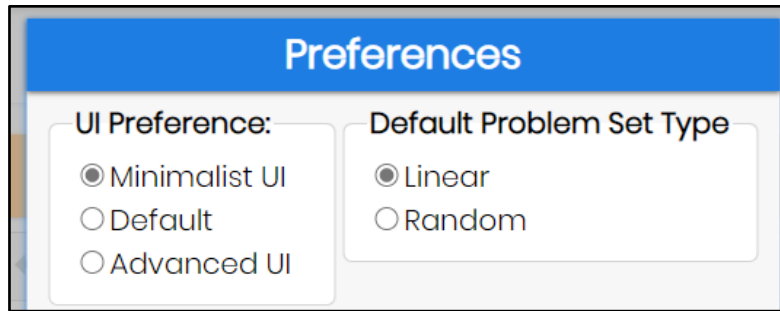 Preferences
UI Preference:
Minimalist UI
Default
Advanced UI
Default Problem Set Type
Linear
Random